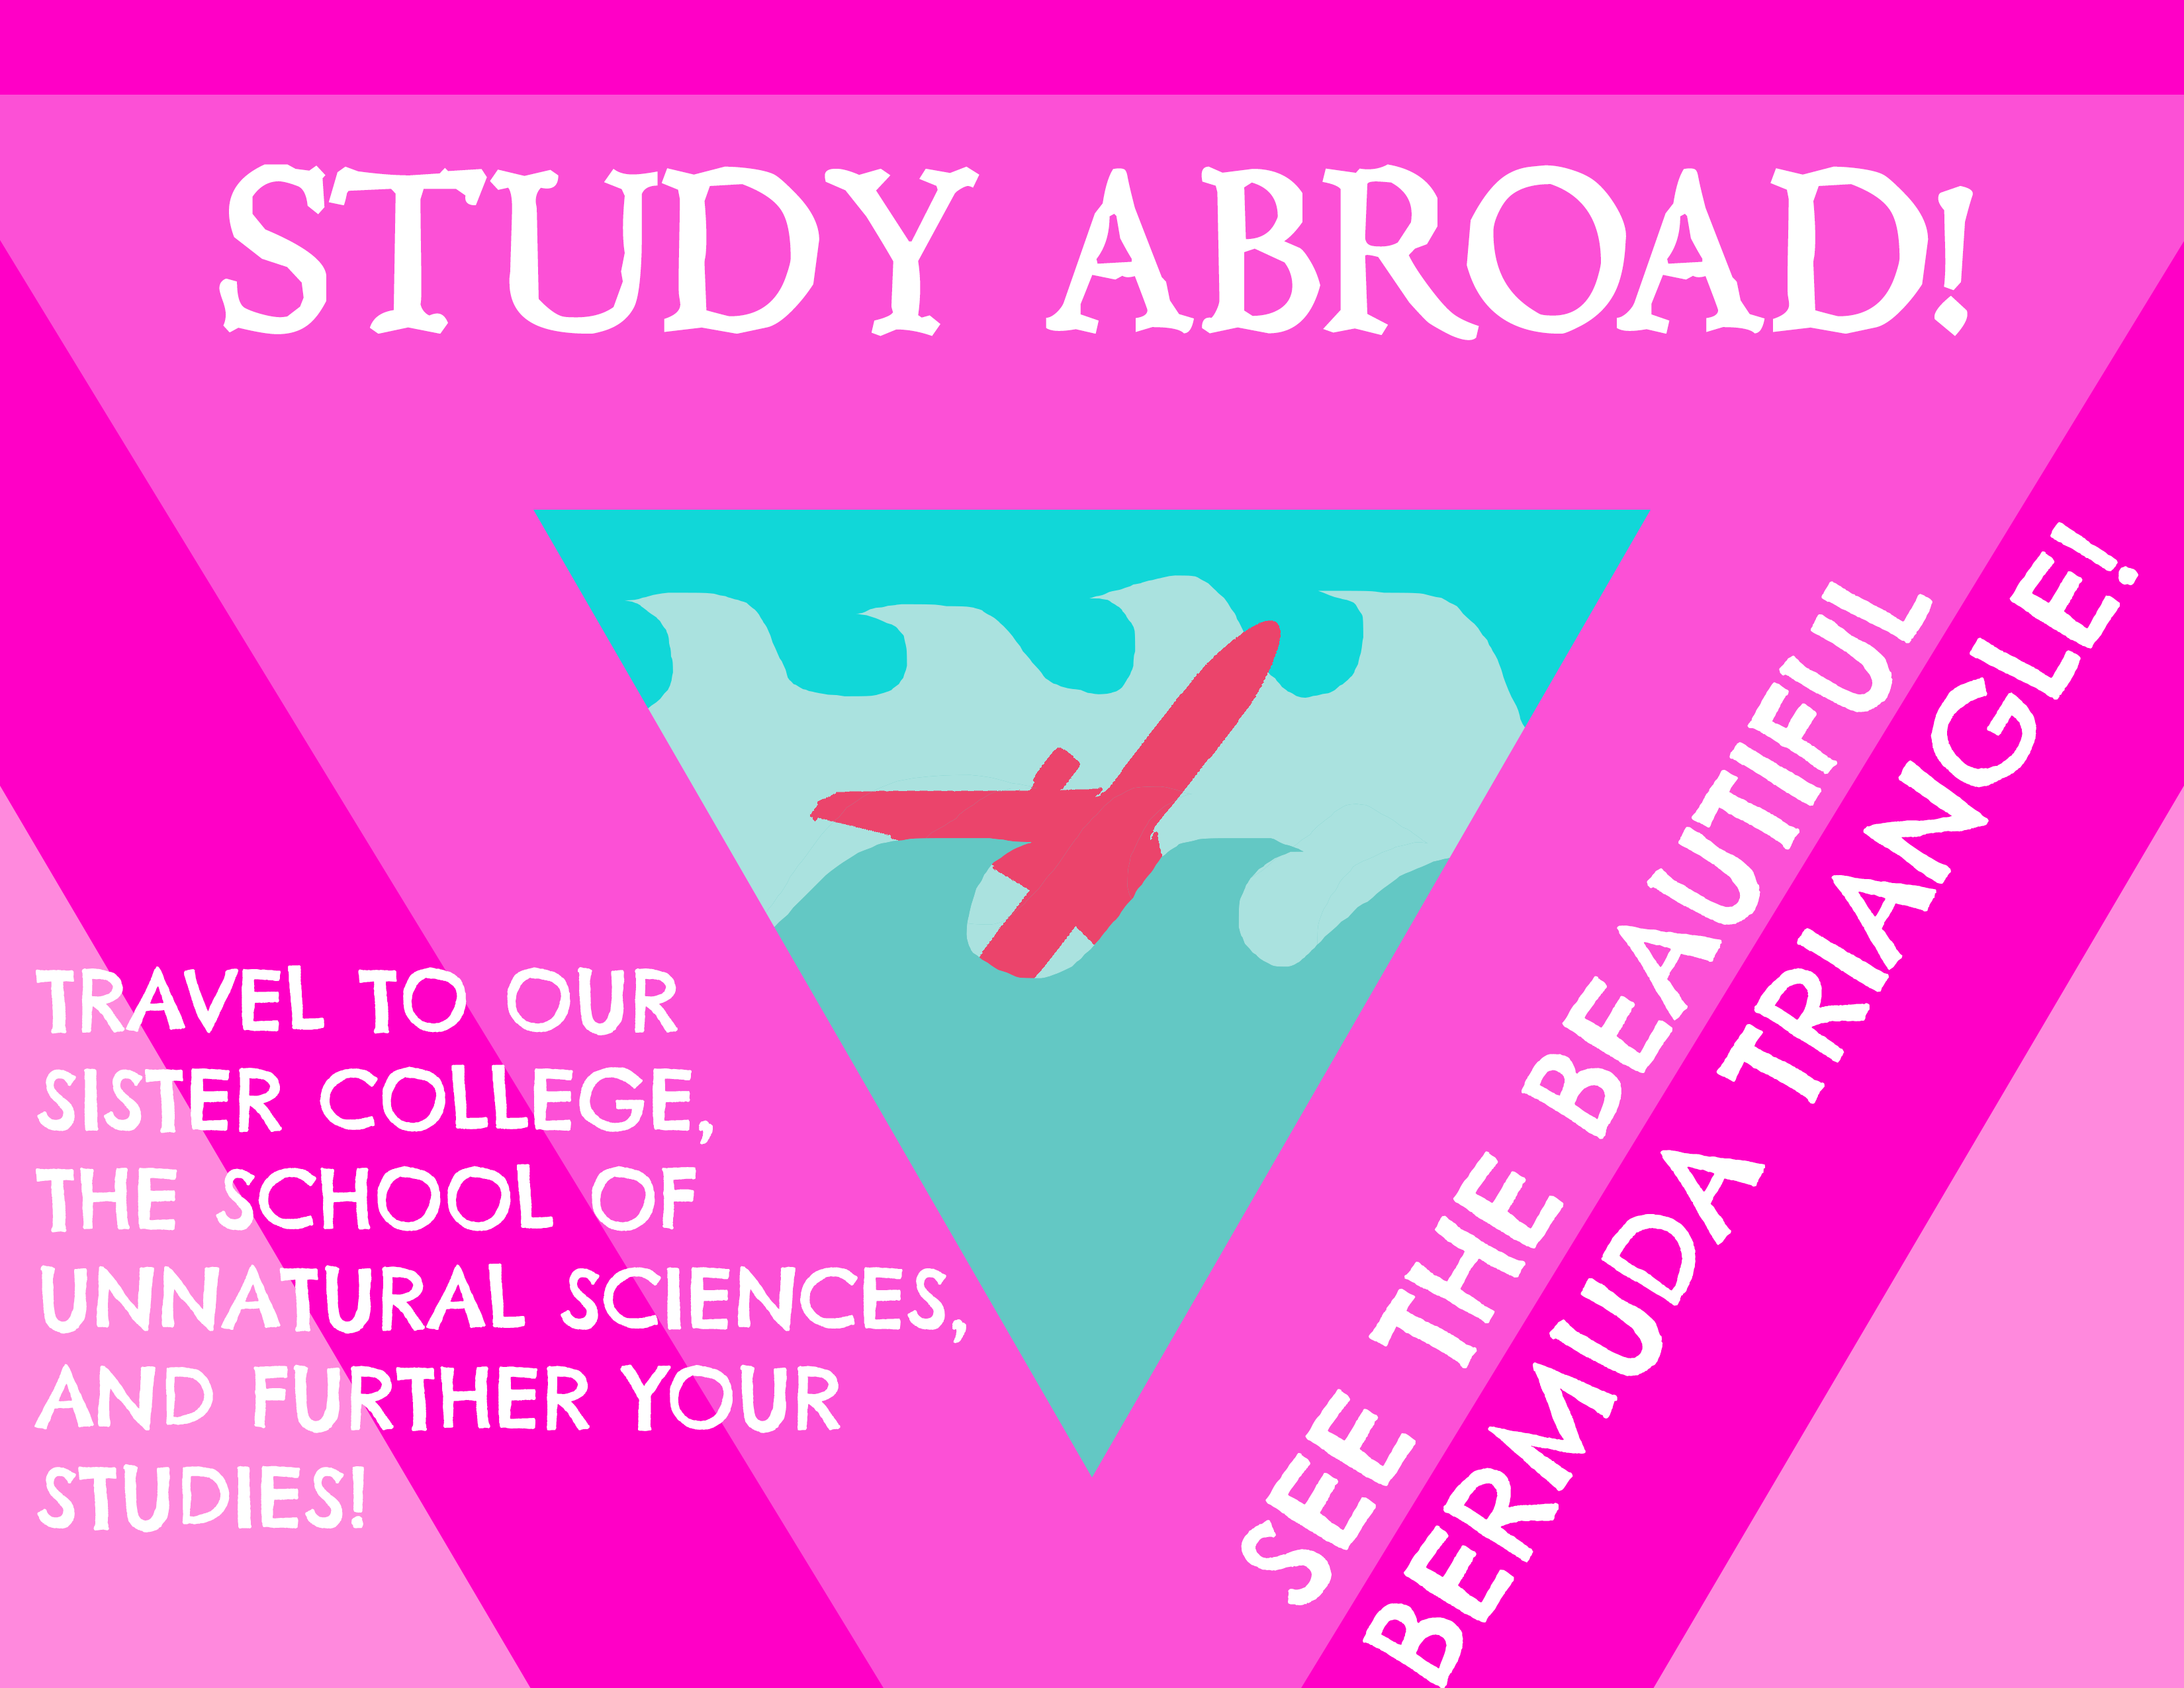 STUDY ABROAD!
TRAVEL TO OUR
SISTER COLLEGE,
THE SCHOOL OF
UNNATURAL SCIENCES,
AND FURTHER YOUR
STUDIES!
SEE THE BEAUTIFUL
BERMUDA TRIANGLE!